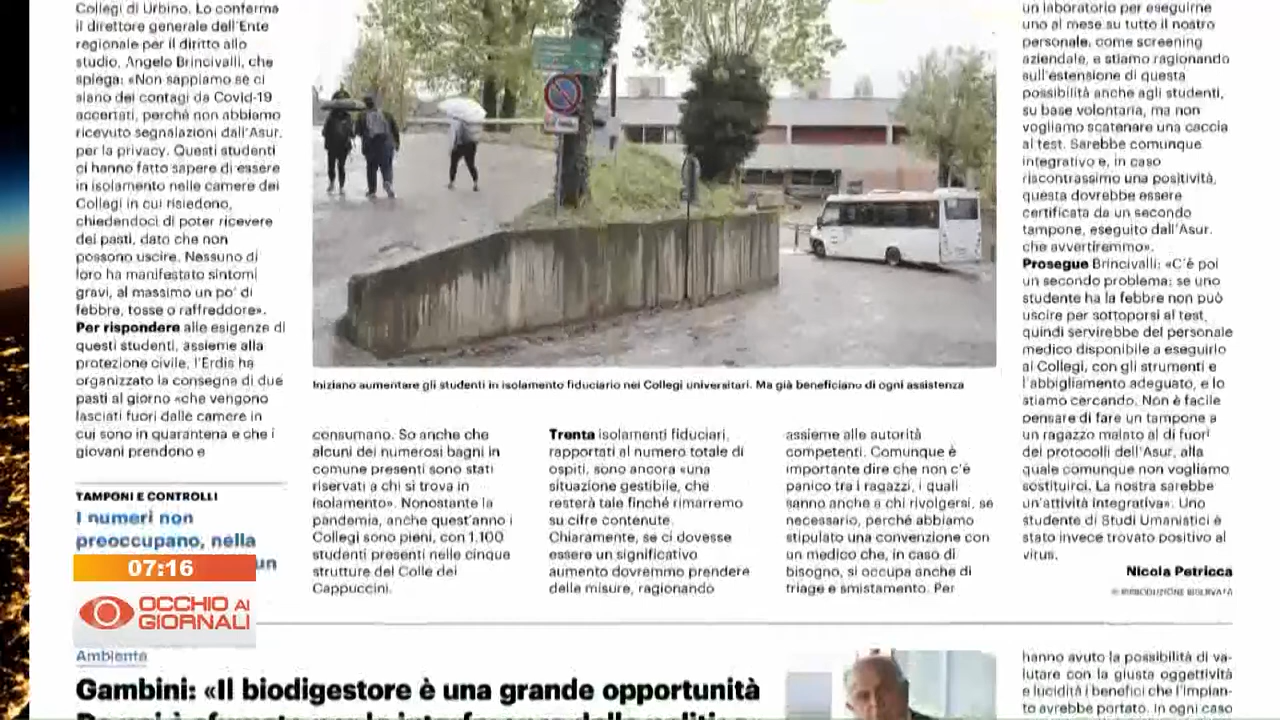 Collegi di Urbino. Lo conferma
il direttore generale dell'Ente
regionale per il diritto allo
studio, Angelo Brincivalli, che
spiega: «Non sappiamo se ci
siano dei contagi da Covid-19
accertati, perché non abbiamo
ricevuto segnalazioni dall'Asur,
per la privacy. Questi studenti
ci hanno fatto sapere di essere
in isolamento nelle camere dei
Collegi in cui risiedono,
chiedendoci di poter ricevere
dei pasti, dato che non
possono uscire. Nessuno di
loro ha manifestato sintomi
gravi, al massimo un po' di
febbre, tosse o raffreddore».
Per rispondere alle esigenze di
questi studenti, assieme alla
protezione civile, l'Erdis ha
organizzato la consegna di due
pasti al giorno «che vengono
lasciati fuori dalle camere in
cui sono in quarantena e che i
giovani prendono e
TAMPONI E CONTROLLI
I numeri non
preoccupano, nella
un
07:16
OCCHIO AI
GIORNALI
Iniziano aumentare gli studenti in isolamento fiduciario nei Collegi universitari. Ma già beneficiano di ogni assistenza
consumano. So anche che
alcuni dei numerosi bagni in
comune presenti sono stati
riservati a chi si trova in
isolamento». Nonostante la
pandemia, anche quest'anno i
Collegi sono pieni, con 1.100
studenti presenti nelle cinque
strutture del Colle dei
Cappuccini.
Trenta isolamenti fiduciari,
rapportati al numero totale di
ospiti, sono ancora «una
situazione gestibile, che
resterà tale finché rimarremo
su cifre contenute.
Chiaramente, se ci dovesse
essere un significativo
aumento dovremmo prendere
delle misure, ragionando
assieme alle autorità
competenti. Comunque è
importante dire che non c'è
panico tra i ragazzi, i quali
sanno anche a chi rivolgersi, se
necessario, perché abbiamo
stipulato una convenzione con
un medico che, in caso di
bisogno, si occupa anche di
triage e smistamento. Per
un laboratorio per eseguirne
uno al mese su tutto il nostro
personale, come screening
aziendale, e stiamo ragionando
sull'estensione di questa
possibilità anche agli studenti,
su base volontaria, ma non
vogliamo scatenare una caccia
al test. Sarebbe comunque
integrativo e, in caso
riscontrassimo una positività,
questa dovrebbe essere
certificata da un secondo
tampone, eseguito dall'Asur,
che avvertiremmo».
Prosegue Brincivalli: «C'è poi
un secondo problema: se uno
studente ha la febbre non può
uscire per sottoporsi al test,
quindi servirebbe del personale
medico disponibile a eseguirlo
ai Collegi, con gli strumenti e
l'abbigliamento adeguato, e lo
stiamo cercando. Non è facile
pensare di fare un tampone a
un ragazzo malato al di fuori
dei protocolli dell'Asur, alla
quale comunque non vogliamo
sostituirci. La nostra sarebbe
un'attività integrativa». Uno
studente di Studi Umanistici è
stato invece trovato positivo al
virus.
Nicola Petricca
© RIPRODUZIONE RISERVATA
Ambiente
Gambini: «Il biodigestore è una grande opportunità
hanno avuto la possibilità di va-
lutare con la giusta oggettività
e lucidità i benefici che l'impian-
to avrebbe portato. In ogni caso